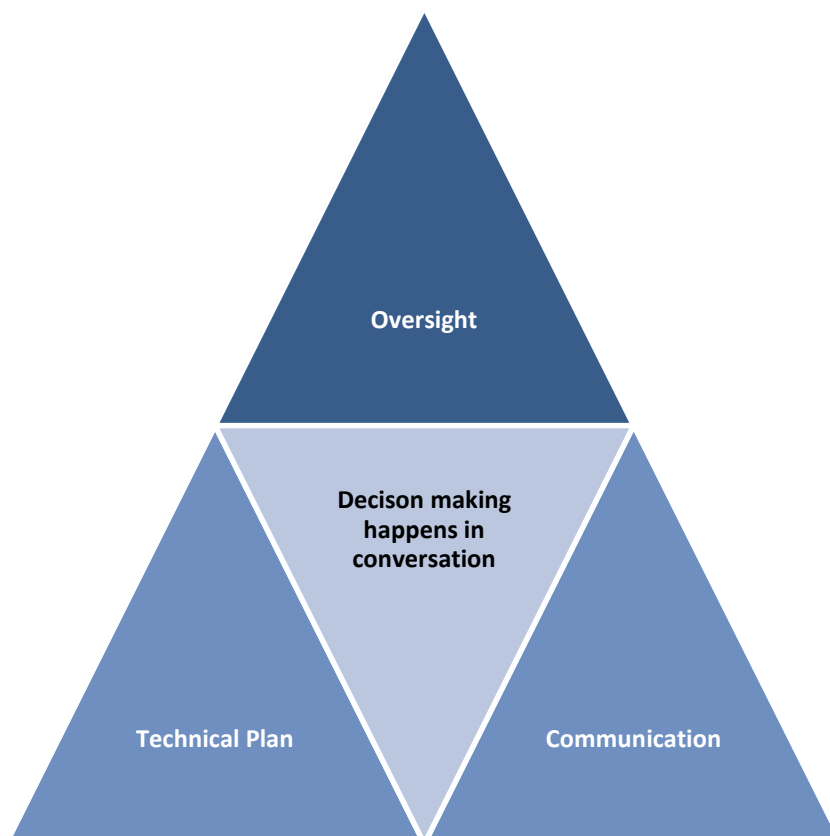 Oversight
Decison making
happens in
conversation
Technical Plan
Communication